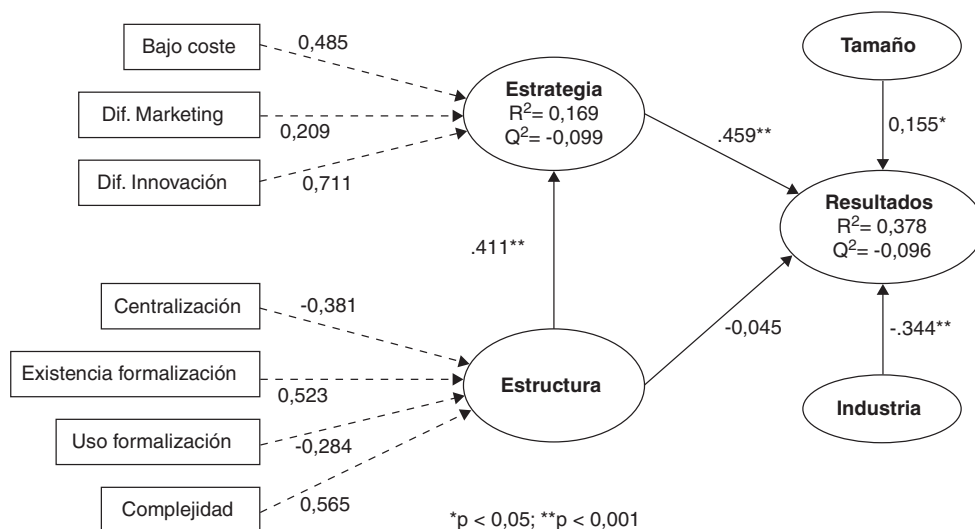 Bajo coste
0,485
Dif. Marketing
0,209
Dif. Innovación
0,711
Estrategia
R²= 0,169
Q²= -0,099
.459**
Tamaño
0,155*
Resultados
R²= 0,378
Q²= -0,096
.411**
Centralización
-0,381
Existencia formalización
0,523
Uso formalización
-0,284
Complejidad
0,565
Estructura
-0,045
-.344**
Industria
*p < 0,05; **p < 0,001